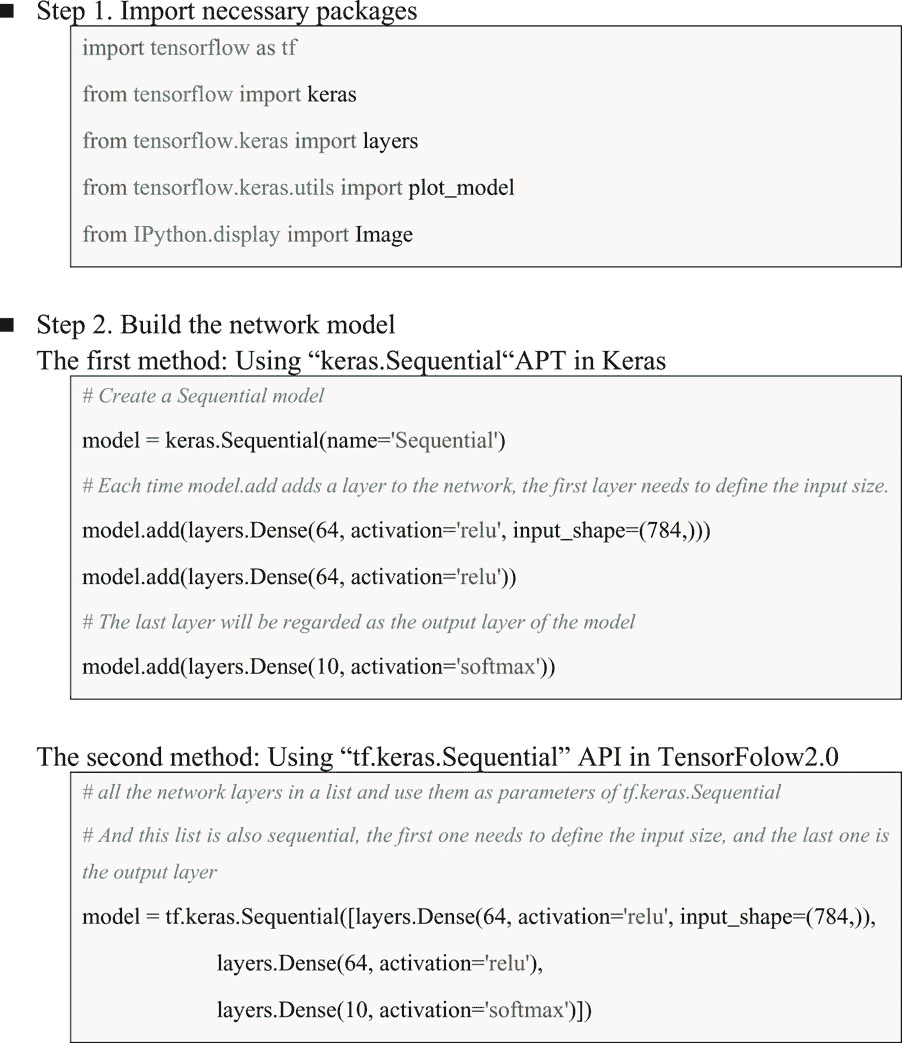 Step 1. Import necessary packages
import tensorflow as tf
from tensorflow import keras
from tensorflow.keras import layers
from tensorflow.keras.utils import plot_model
from IPython.display import Image
Step 2. Build the network model
The first method: Using “keras.Sequential“APT in Keras
# Create a Sequential model
model = keras.Sequential(name='Sequential')
# Each time model.add adds a layer to the network, the first layer needs to define the input size.
model.add(layers.Dense(64, activation='relu', input_shape=(784,)))
model.add(layers.Dense(64, activation='relu'))
# The last layer will be regarded as the output layer of the model
model.add(layers.Dense(10, activation='softmax'))
The second method: Using “tf.keras.Sequential” API in TensorFolow2.0
# all the network layers in a list and use them as parameters of tf.keras.Sequential
# And this list is also sequential, the first one needs to define the input size, and the last one is
the output layer
model = tf.keras.Sequential([layers.Dense(64, activation='relu', input_shape=(784,)),
layers.Dense(64, activation='relu'),
layers.Dense(10, activation='softmax')])